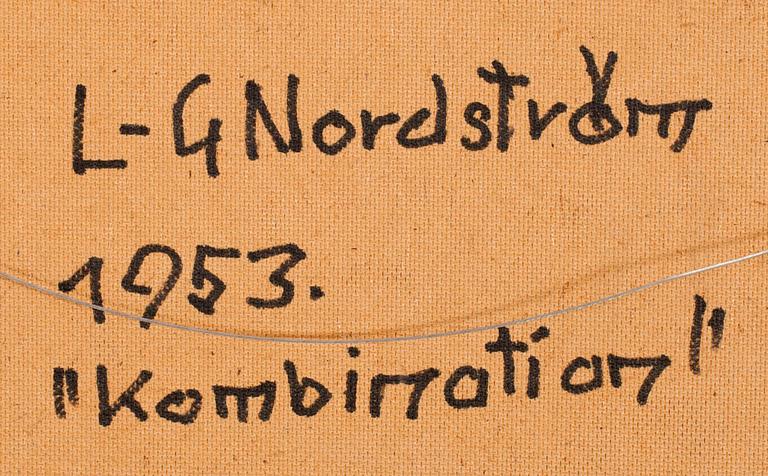 L-G Nordström
1953.
"Kombination"